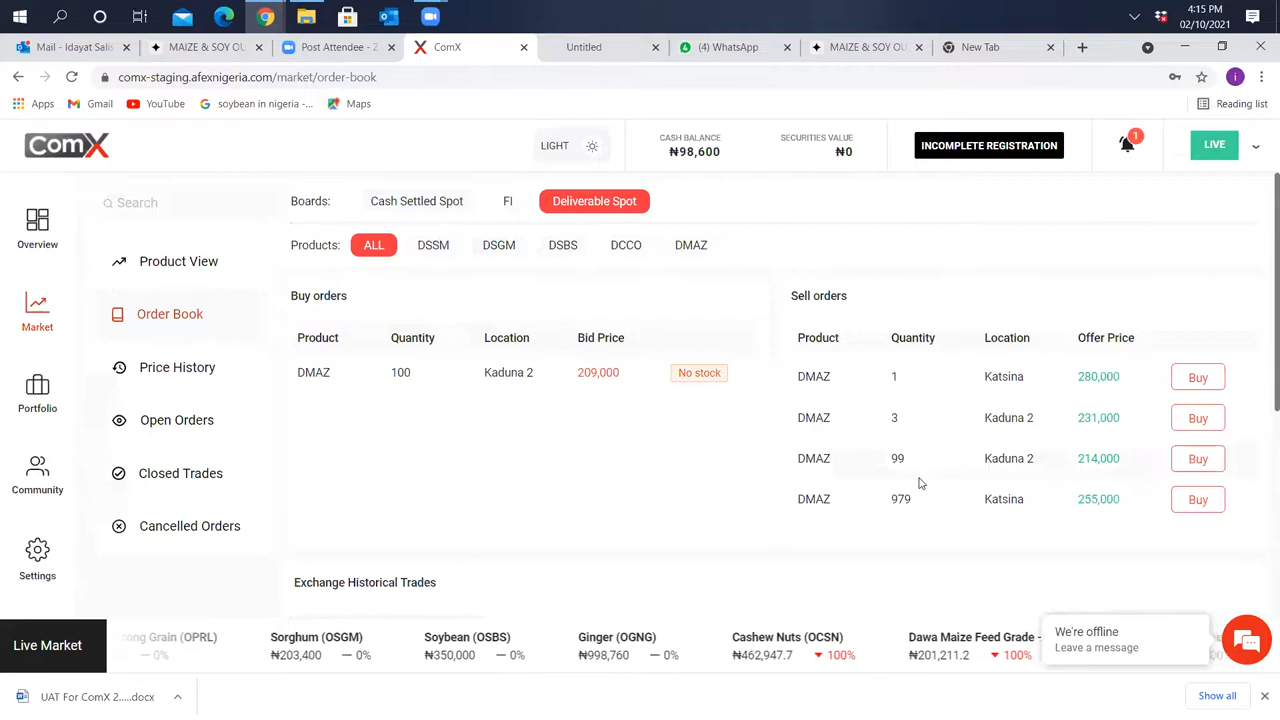 4:15 PM
02/10/2021
Mail - Idayat Salis
MAIZE & SOY OU
Post Attendee - Z
ComX
Untitled
(4) WhatsApp
MAIZE & SOY OU
New Tab
comx-staging.afexnigeria.com/market/order-book
Apps
Gmail
YouTube
soybean in nigeria -...
Maps
Reading list
ComX
LIGHT
CASH BALANCE
₦98,600
SECURITIES VALUE
₦0
INCOMPLETE REGISTRATION
1
LIVE
Search
Boards: Cash Settled Spot FI Deliverable Spot
Products: ALL DSSM DSGM DSBS DCCO DMAZ
Overview
Market
Portfolio
Community
Settings
Product View
Order Book
Price History
Open Orders
Closed Trades
Cancelled Orders
Buy orders
Product Quantity Location Bid Price
DMAZ 100 Kaduna 2 209,000 No stock
Sell orders
Product Quantity Location Offer Price
DMAZ 1 Katsina 280,000 Buy
DMAZ 3 Kaduna 2 231,000 Buy
DMAZ 99 Kaduna 2 214,000 Buy
DMAZ 979 Katsina 255,000 Buy
Exchange Historical Trades
Live Market
ong Grain (OPRL)
— 0%
Sorghum (OSGM)
₦203,400 — 0%
Soybean (OSBS)
₦350,000 — 0%
Ginger (OGNG)
₦998,760 — 0%
Cashew Nuts (OCSN)
₦462,947.7 ▼ 100%
Dawa Maize Feed Grade -
₦201,211.2 ▼ 100%
We're offline
Leave a message
UAT For ComX 2.....docx
Show all